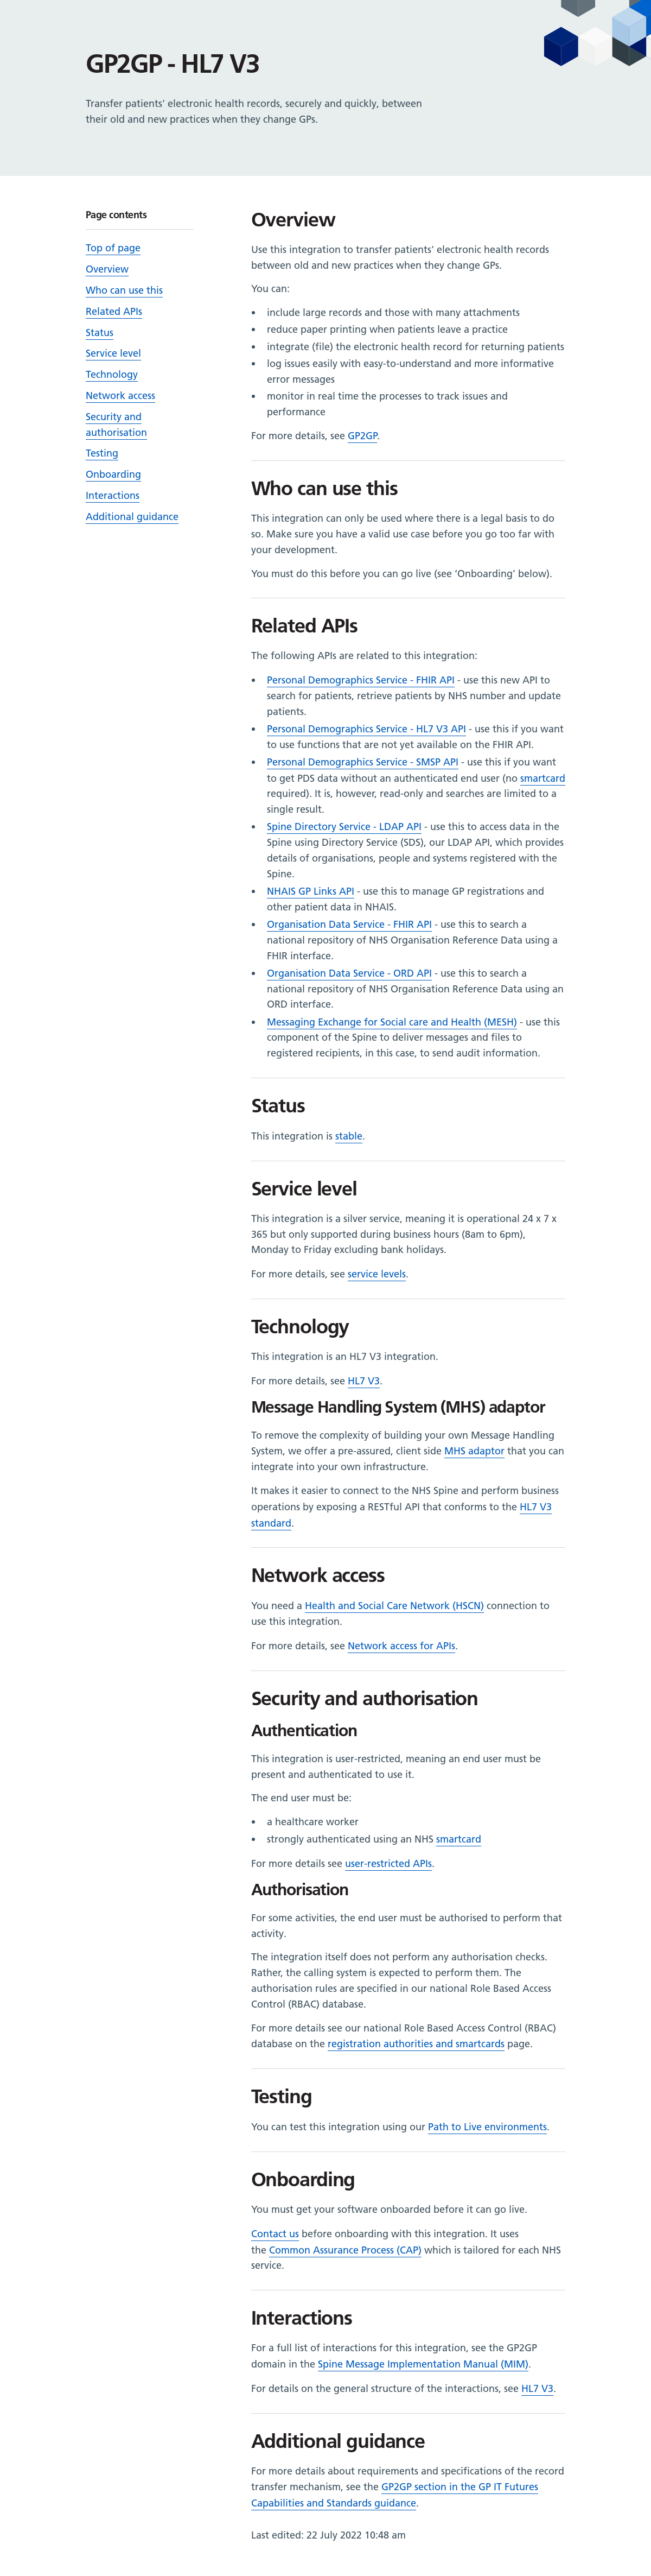 GP2GP - HL7 V3
Transfer patients' electronic health records, securely and quickly, between
their old and new practices when they change GPs.
Page contents
Top of page
Overview
Who can use this
Related APIs
Status
Service level
Technology
Network access
Security and
authorisation
Testing
Onboarding
Interactions
Additional guidance
Overview
Use this integration to transfer patients' electronic health records
between old and new practices when they change GPs.
You can:
• include large records and those with many attachments
• reduce paper printing when patients leave a practice
• integrate (file) the electronic health record for returning patients
• log issues easily with easy-to-understand and more informative
error messages
• monitor in real time the processes to track issues and
performance
For more details, see GP2GP.
Who can use this
This integration can only be used where there is a legal basis to do
so. Make sure you have a valid use case before you go too far with
your development.
You must do this before you can go live (see 'Onboarding' below).
Related APIs
The following APIs are related to this integration:
• Personal Demographics Service - FHIR API - use this new API to
search for patients, retrieve patients by NHS number and update
patients.
• Personal Demographics Service - HL7 V3 API - use this if you want
to use functions that are not yet available on the FHIR API.
• Personal Demographics Service - SMSP API - use this if you want
to get PDS data without an authenticated end user (no smartcard
required). It is, however, read-only and searches are limited to a
single result.
• Spine Directory Service - LDAP API - use this to access data in the
Spine using Directory Service (SDS), our LDAP API, which provides
details of organisations, people and systems registered with the
Spine.
• NHAIS GP Links API - use this to manage GP registrations and
other patient data in NHAIS.
• Organisation Data Service - FHIR API - use this to search a
national repository of NHS Organisation Reference Data using a
FHIR interface.
• Organisation Data Service - ORD API - use this to search a
national repository of NHS Organisation Reference Data using an
ORD interface.
• Messaging Exchange for Social care and Health (MESH) - use this
component of the Spine to deliver messages and files to
registered recipients, in this case, to send audit information.
Status
This integration is stable.
Service level
This integration is a silver service, meaning it is operational 24 x 7 x
365 but only supported during business hours (8am to 6pm),
Monday to Friday excluding bank holidays.
For more details, see service levels.
Technology
This integration is an HL7 V3 integration.
For more details, see HL7 V3.
Message Handling System (MHS) adaptor
To remove the complexity of building your own Message Handling
System, we offer a pre-assured, client side MHS adaptor that you can
integrate into your own infrastructure.
It makes it easier to connect to the NHS Spine and perform business
operations by exposing a RESTful API that conforms to the HL7 V3
standard.
Network access
You need a Health and Social Care Network (HSCN) connection to
use this integration.
For more details, see Network access for APIs.
Security and authorisation
Authentication
This integration is user-restricted, meaning an end user must be
present and authenticated to use it.
The end user must be:
• a healthcare worker
• strongly authenticated using an NHS smartcard
For more details see user-restricted APIs.
Authorisation
For some activities, the end user must be authorised to perform that
activity.
The integration itself does not perform any authorisation checks.
Rather, the calling system is expected to perform them. The
authorisation rules are specified in our national Role Based Access
Control (RBAC) database.
For more details see our national Role Based Access Control (RBAC)
database on the registration authorities and smartcards page.
Testing
You can test this integration using our Path to Live environments.
Onboarding
You must get your software onboarded before it can go live.
Contact us before onboarding with this integration. It uses
the Common Assurance Process (CAP) which is tailored for each NHS
service.
Interactions
For a full list of interactions for this integration, see the GP2GP
domain in the Spine Message Implementation Manual (MIM).
For details on the general structure of the interactions, see HL7 V3.
Additional guidance
For more details about requirements and specifications of the record
transfer mechanism, see the GP2GP section in the GP IT Futures
Capabilities and Standards guidance.
Last edited: 22 July 2022 10:48 am